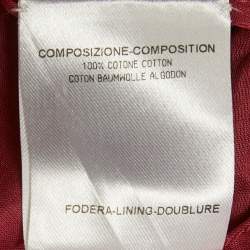 COMPOSIZIONE-COMPOSITION
100% COTONE COTTON
COTON BAUMWOLLE ALGODON
FODERA-LINING-DOUBLURE